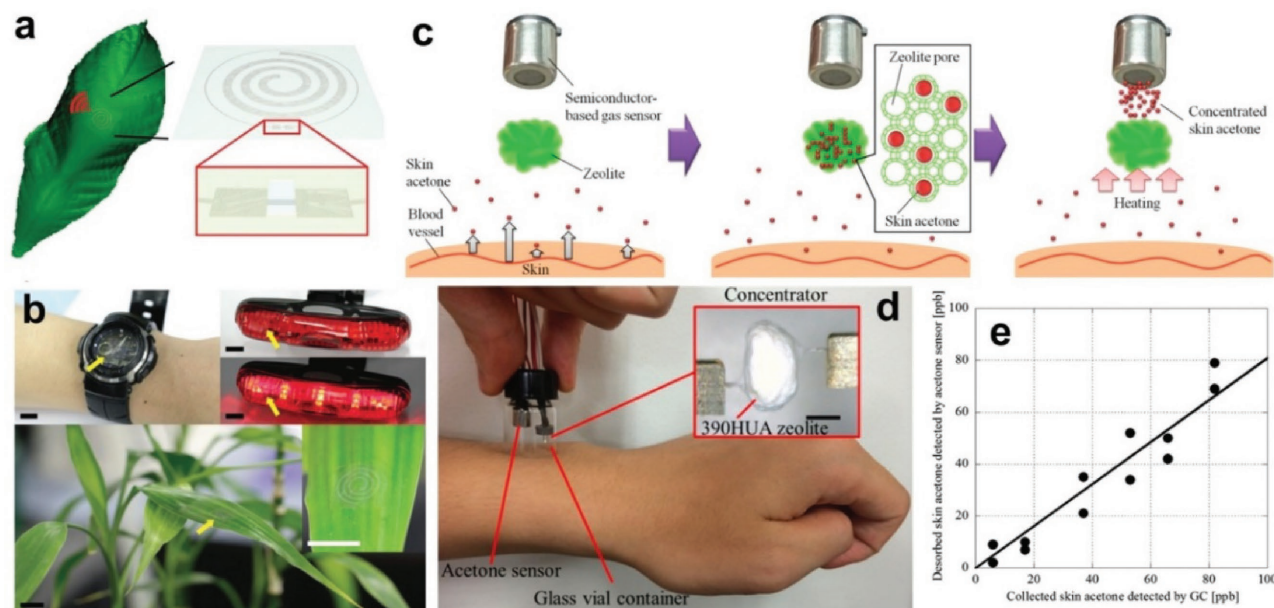 a
c
Semiconductor-
based gas sensor
Zeolite
Skin
acetone
Blood
vessel
Skin
Zeolite pore
Skin acetone
Concentrated
skin acetone
Heating
b
d
Concentrator
390HUA zeolite
Acetone sensor
Glass vial container
e
Desorbed skin acetone detected by acetone sensor [ppb]
100
80
60
40
20
0
0
20
40
60
80
100
Collected skin acetone detected by GC [ppb]